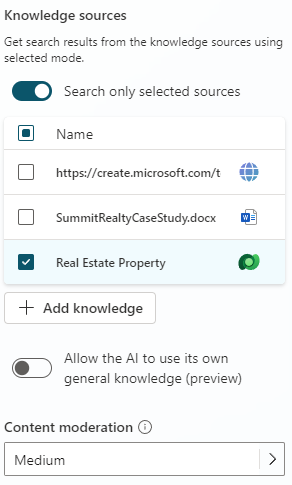 Knowledge sources
Get search results from the knowledge sources using
selected mode.
Search only selected sources
Name
https://create.microsoft.com/t
SummitRealtyCaseStudy.docx
Real Estate Property
Add knowledge
Allow the AI to use its own
general knowledge (preview)
Content moderation
Medium